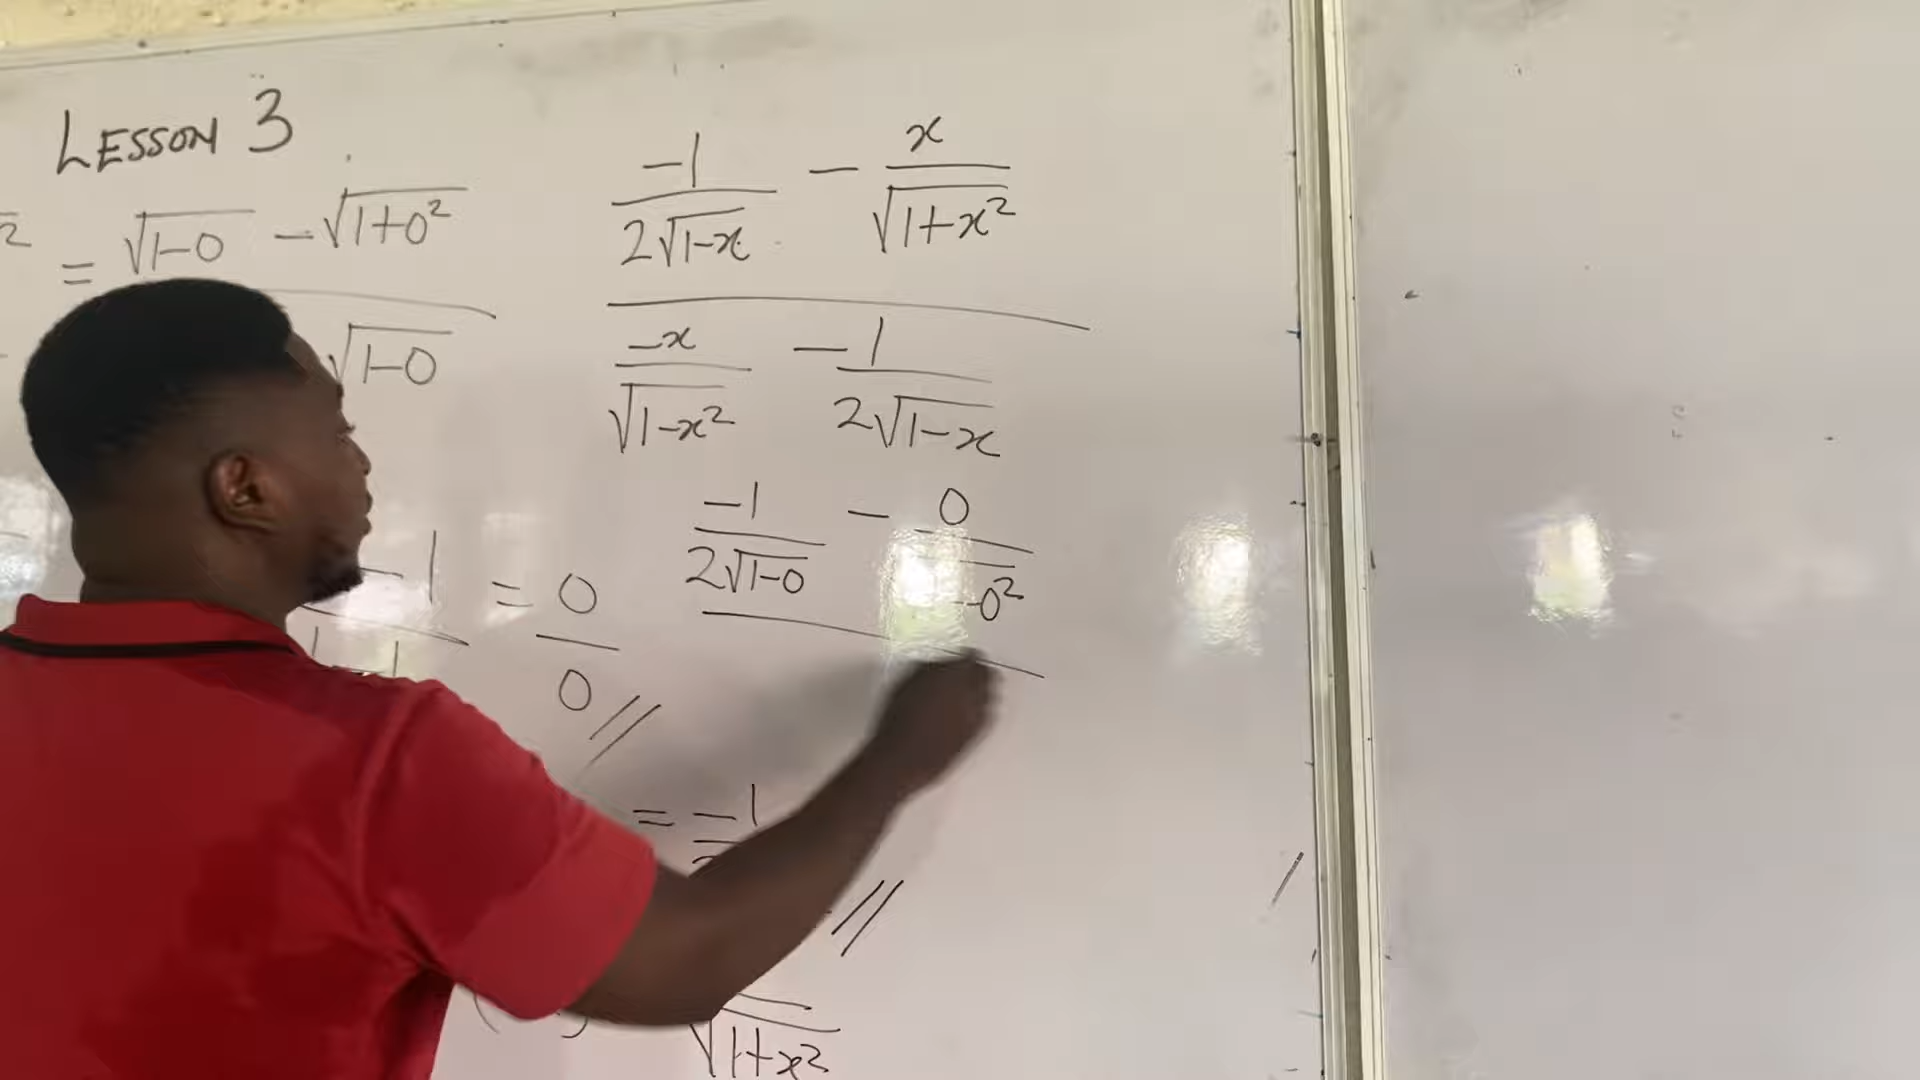 LESSON 3
2 = √(1-0) - √(1+0²)
√(1-0)
-1 = 0/0 //
(-1/(2√(1-x)) - x/√(1+x²)) / (-x/√(1-x²) - -1/(2√(1-x)))
-1/(2√(1-0)) - 0/ -0²
= -1
//
√(1+x²)